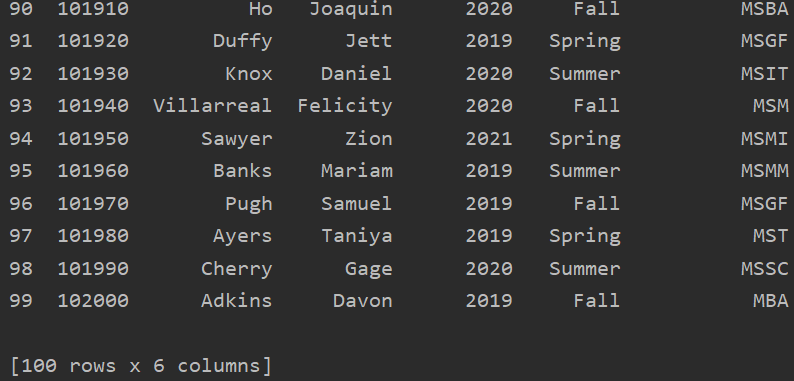 90 101910 Ho Joaquin 2020 Fall MSBA
91 101920 Duffy Jett 2019 Spring MSGF
92 101930 Knox Daniel 2020 Summer MSIT
93 101940 Villarreal Felicity 2020 Fall MSM
94 101950 Sawyer Zion 2021 Spring MSMI
95 101960 Banks Mariam 2019 Summer MSMM
96 101970 Pugh Samuel 2019 Fall MSGF
97 101980 Ayers Taniya 2019 Spring MST
98 101990 Cherry Gage 2020 Summer MSSC
99 102000 Adkins Davon 2019 Fall MBA
[100 rows x 6 columns]